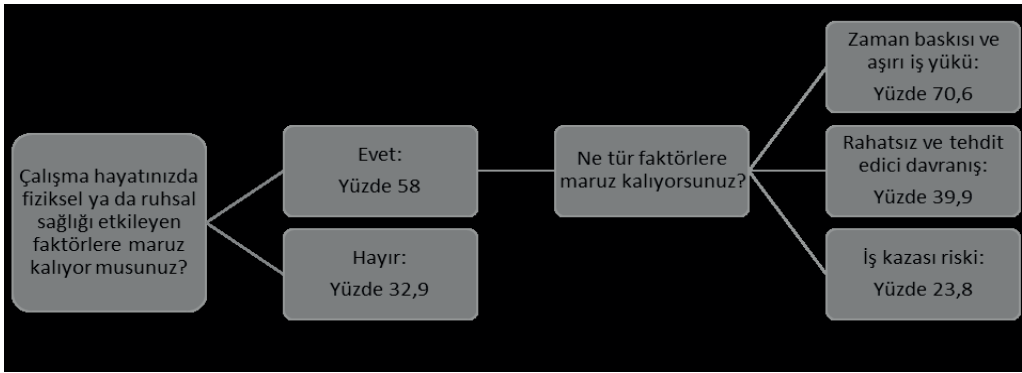 Çalışma hayatınızda
fiziksel ya da ruhsal
sağlığı etkileyen
faktörlere maruz
kalıyor musunuz?
Evet:
Yüzde 58
Hayır:
Yüzde 32,9
Ne tür faktörlere
maruz kalıyorsunuz?
Zaman baskısı ve
aşırı iş yükü:
Yüzde 70,6
Rahatsız ve tehdit
edici davranış:
Yüzde 39,9
İş kazası riski:
Yüzde 23,8